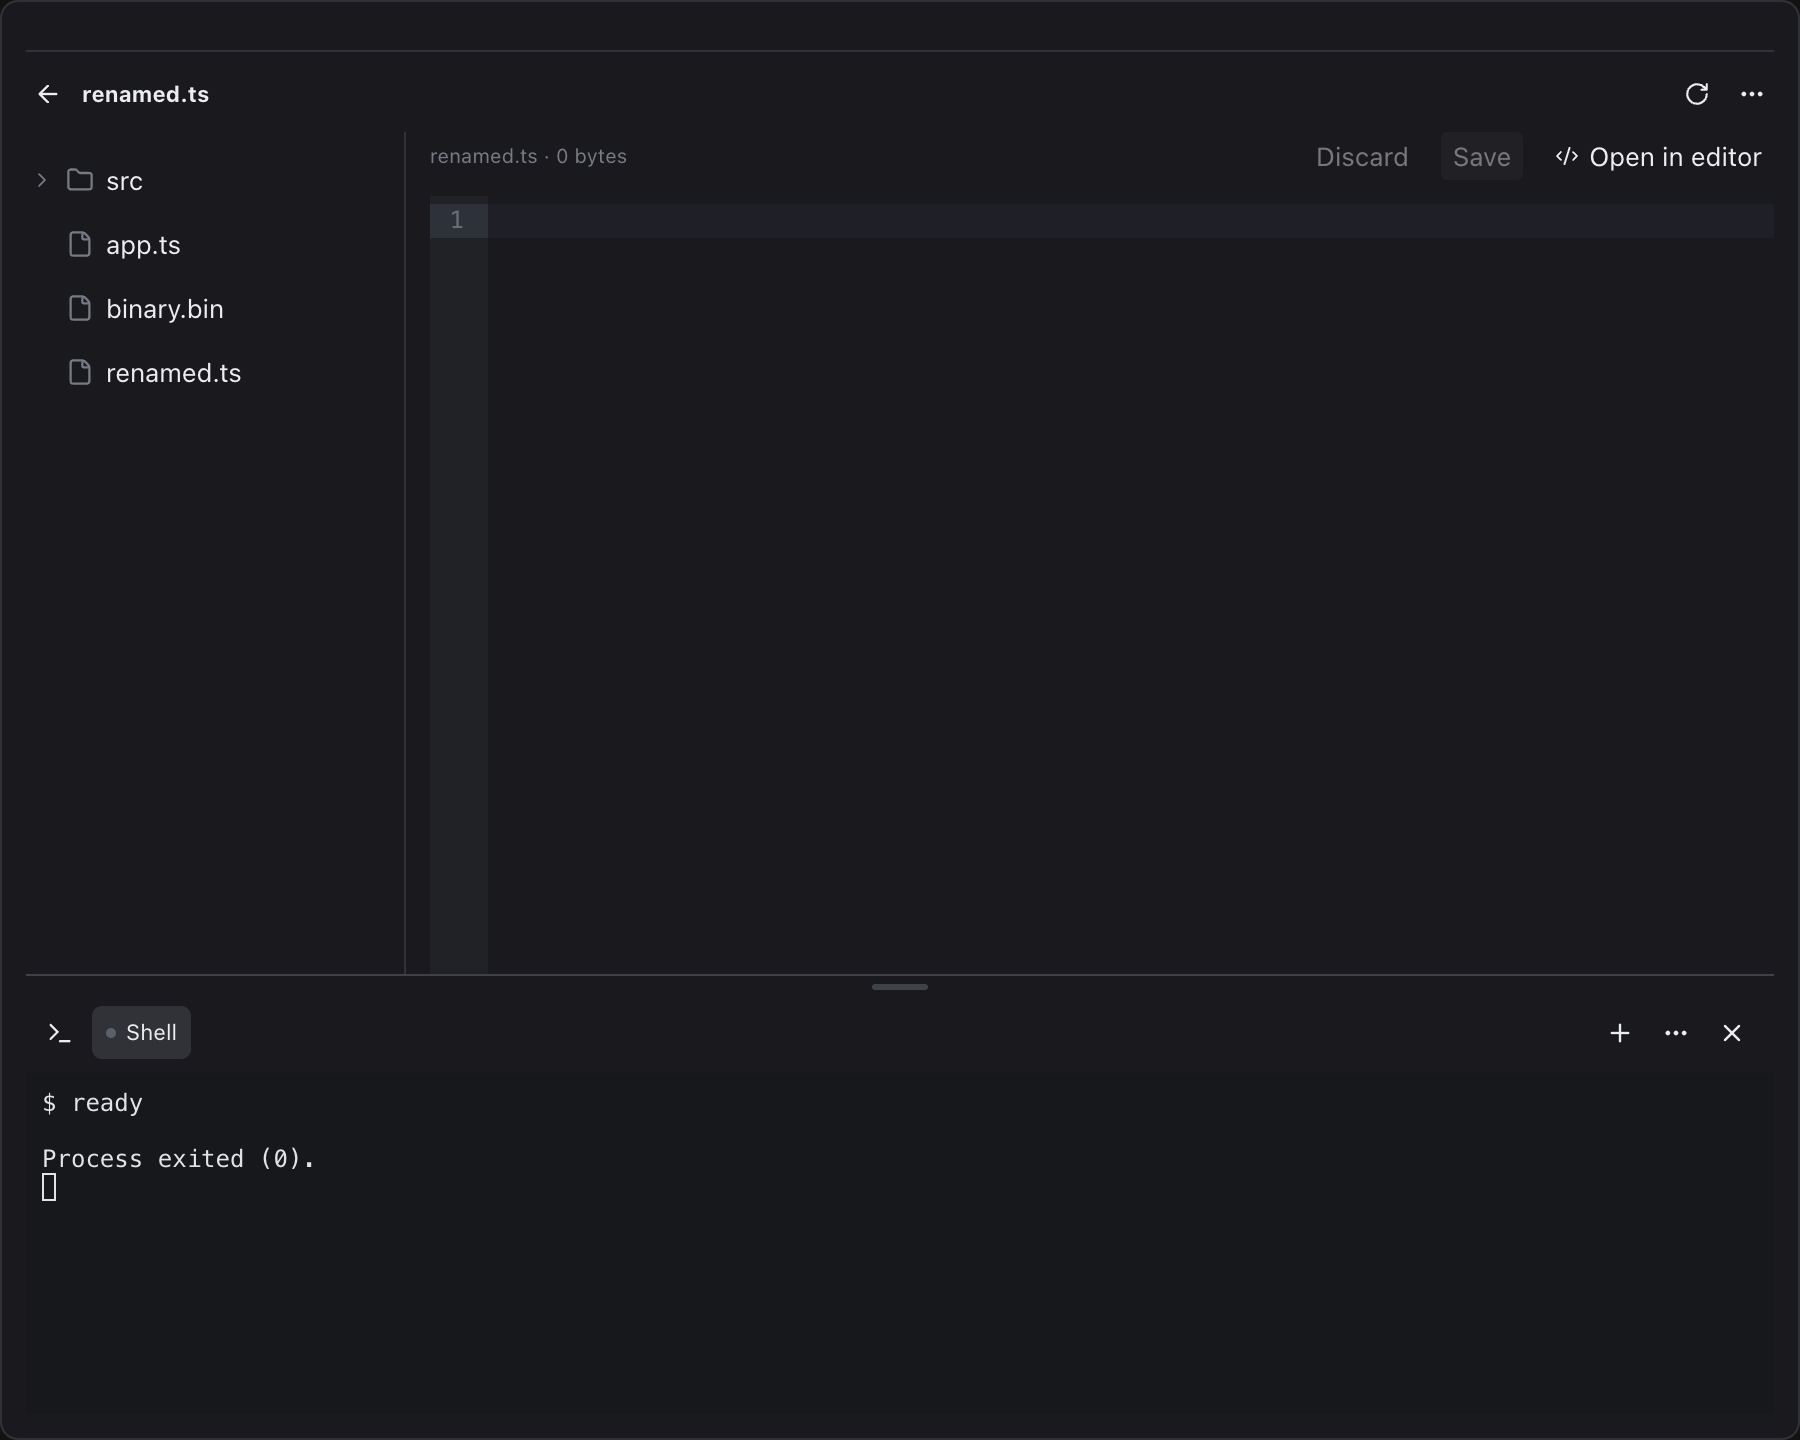 renamed.ts
src
app.ts
binary.bin
renamed.ts
renamed.ts · 0 bytes
Discard
Save
</> Open in editor
1
>_
Shell
$ ready
Process exited (0).